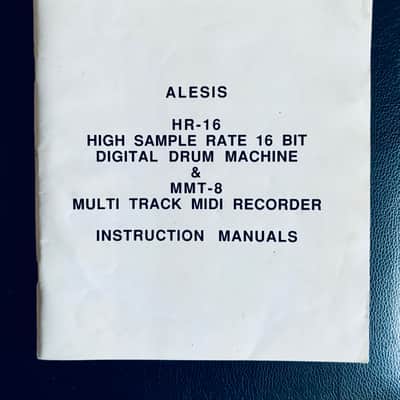 ALESIS
HR-16
HIGH SAMPLE RATE 16 BIT
DIGITAL DRUM MACHINE
&
MMT-8
MULTI TRACK MIDI RECORDER
INSTRUCTION MANUALS